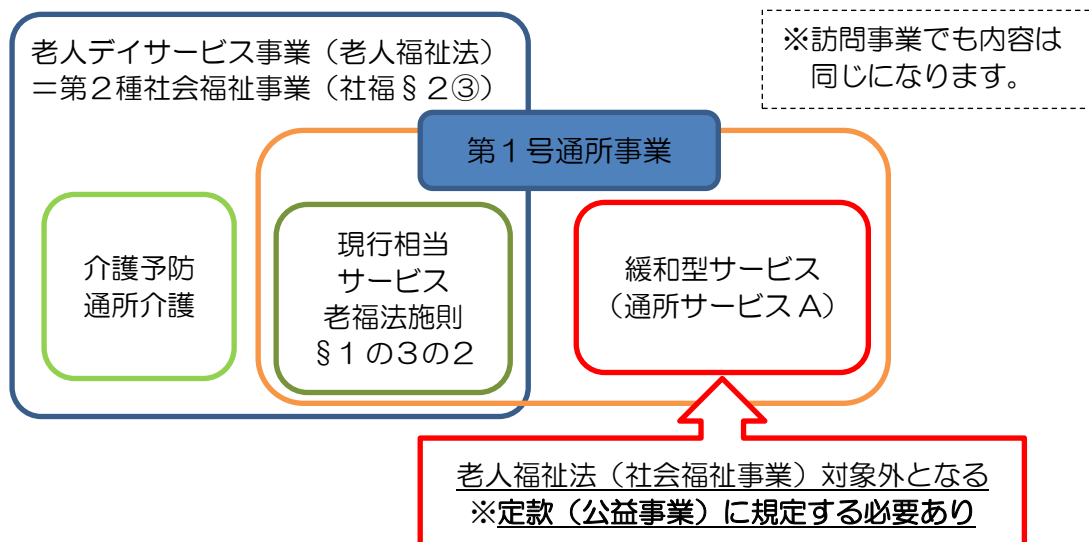 老人デイサービス事業（老人福祉法）
＝第２種社会福祉事業（社福§２③）
※訪問事業でも内容は
同じになります。
第１号通所事業
介護予防
通所介護
現行相当
サービス
老福法施則
§１の３の２
緩和型サービス
（通所サービスＡ）
老人福祉法（社会福祉事業）対象外となる
※定款（公益事業）に規定する必要あり